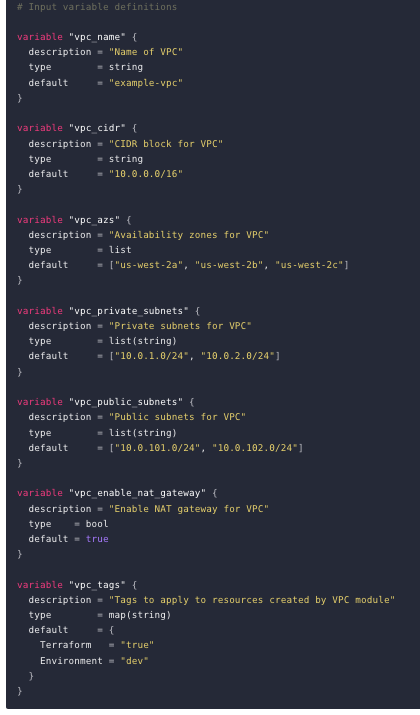 # Input variable definitions

variable "vpc_name" {
  description = "Name of VPC"
  type        = string
  default     = "example-vpc"
}

variable "vpc_cidr" {
  description = "CIDR block for VPC"
  type        = string
  default     = "10.0.0.0/16"
}

variable "vpc_azs" {
  description = "Availability zones for VPC"
  type        = list
  default     = ["us-west-2a", "us-west-2b", "us-west-2c"]
}

variable "vpc_private_subnets" {
  description = "Private subnets for VPC"
  type        = list(string)
  default     = ["10.0.1.0/24", "10.0.2.0/24"]
}

variable "vpc_public_subnets" {
  description = "Public subnets for VPC"
  type        = list(string)
  default     = ["10.0.101.0/24", "10.0.102.0/24"]
}

variable "vpc_enable_nat_gateway" {
  description = "Enable NAT gateway for VPC"
  type    = bool
  default = true
}

variable "vpc_tags" {
  description = "Tags to apply to resources created by VPC module"
  type        = map(string)
  default     = {
    Terraform   = "true"
    Environment = "dev"
  }
}